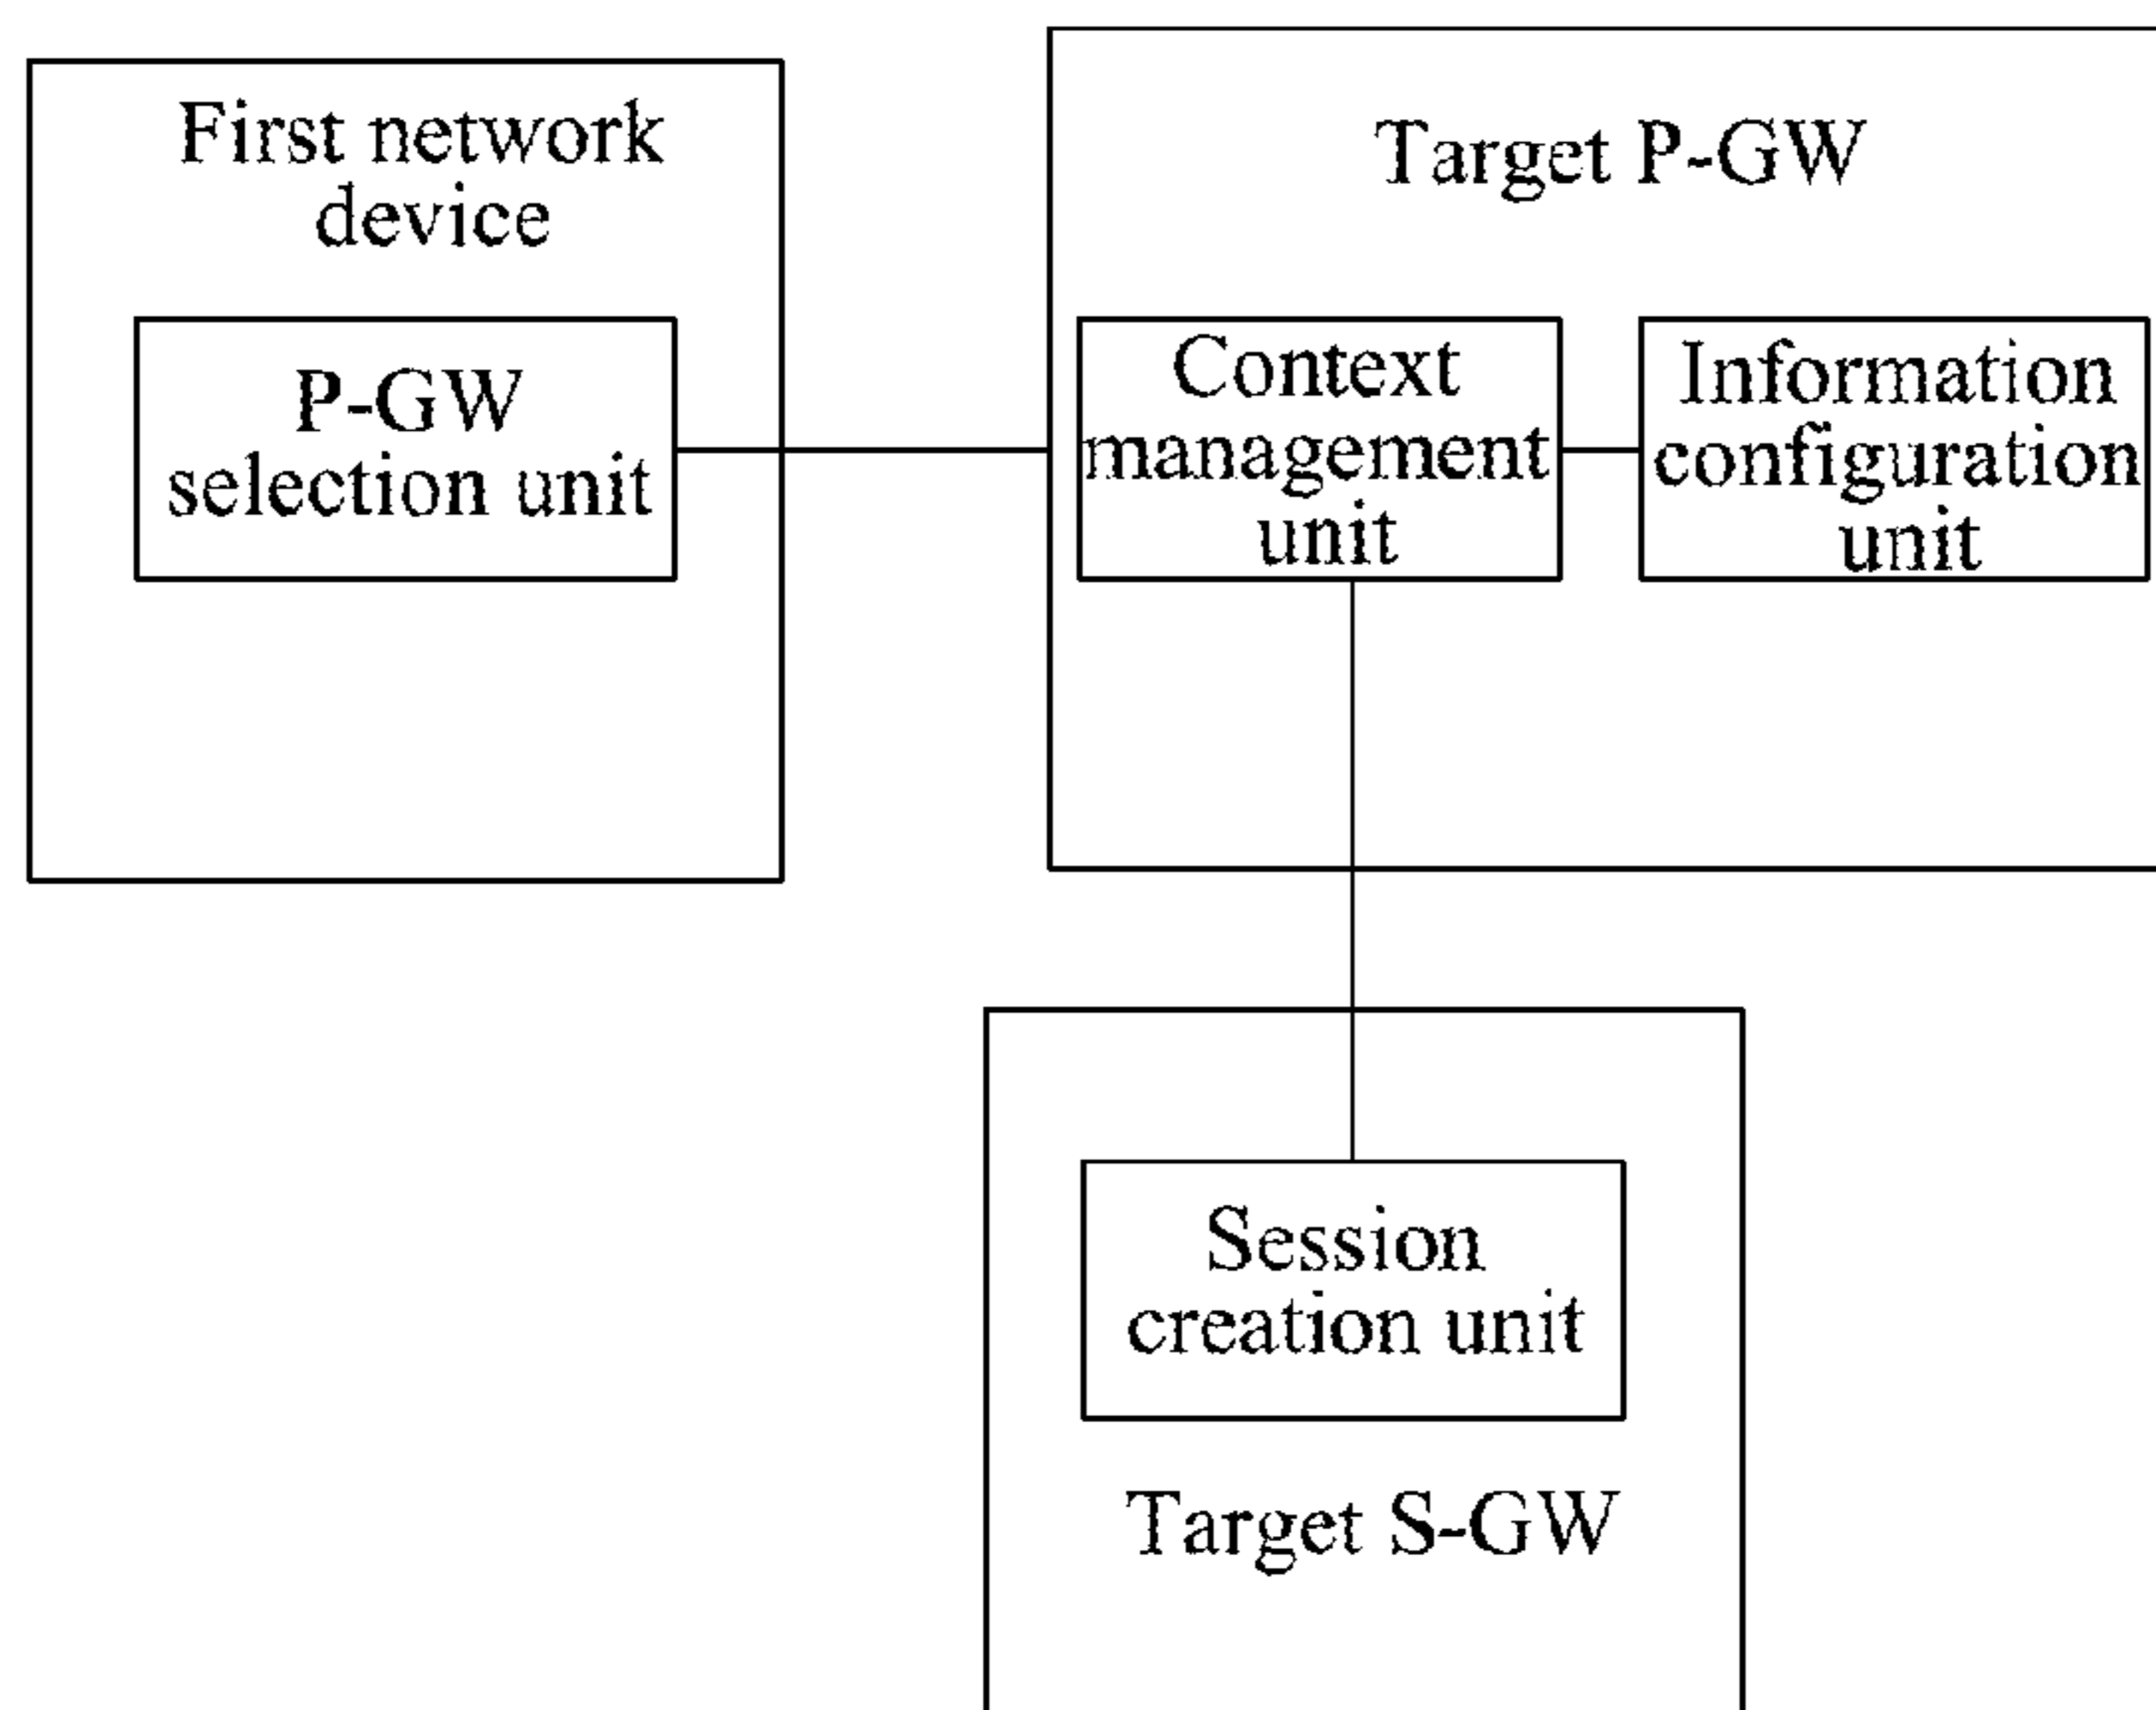 First network
device
P-GW
selection unit
Target P-GW
Context
management
unit
Information
configuration
unit
Session
creation unit
Target S-GW